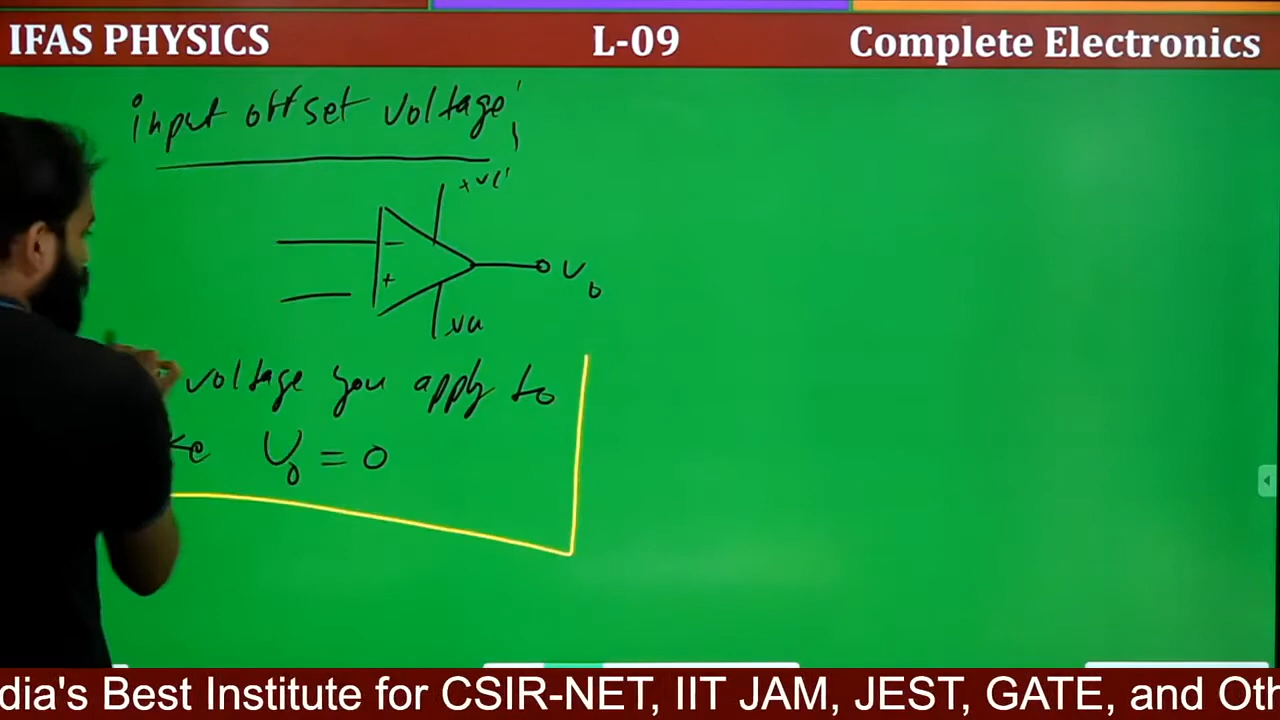 IFAS PHYSICS L-09 Complete Electronics
input offset voltage;
+vcc
-
+
Vo
voltage you apply to
ke Vo = 0
dia's Best Institute for CSIR-NET, IIT JAM, JEST, GATE, and Oth